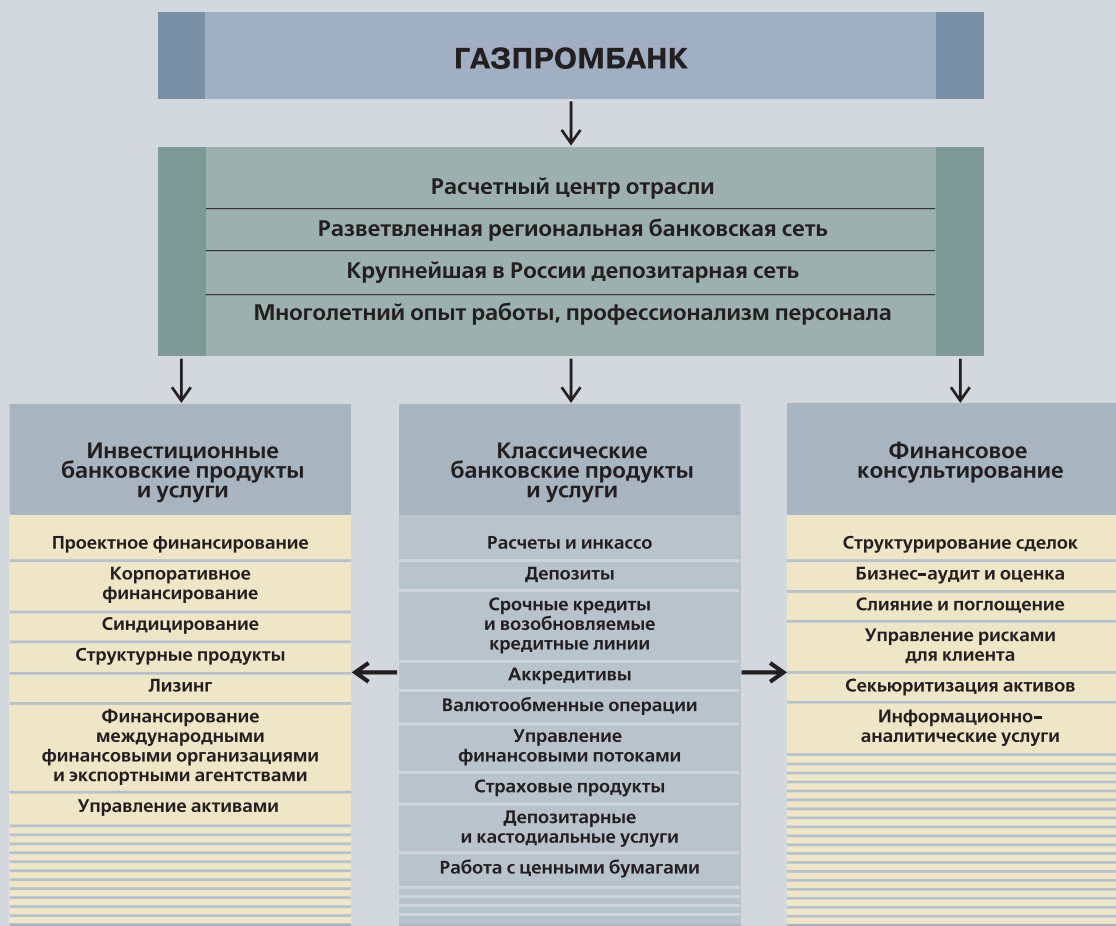 ГАЗПРОМБАНК
Расчетный центр отрасли
Разветвленная региональная банковская сеть
Крупнейшая в России депозитарная сеть
Многолетний опыт работы, профессионализм персонала
Инвестиционные
банковские продукты
и услуги
Проектное финансирование
Корпоративное
финансирование
Синдицирование
Структурные продукты
Лизинг
Финансирование
международными
финансовыми организациями
и экспортными агентствами
Управление активами
Классические
банковские продукты
и услуги
Расчеты и инкассо
Депозиты
Срочные кредиты
и возобновляемые
кредитные линии
Аккредитивы
Валютообменные операции
Управление
финансовыми потоками
Страховые продукты
Депозитарные
и кастодиальные услуги
Работа с ценными бумагами
Финансовое
консультирование
Структурирование сделок
Бизнес–аудит и оценка
Слияние и поглощение
Управление рисками
для клиента
Секьюритизация активов
Информационно–
аналитические услуги